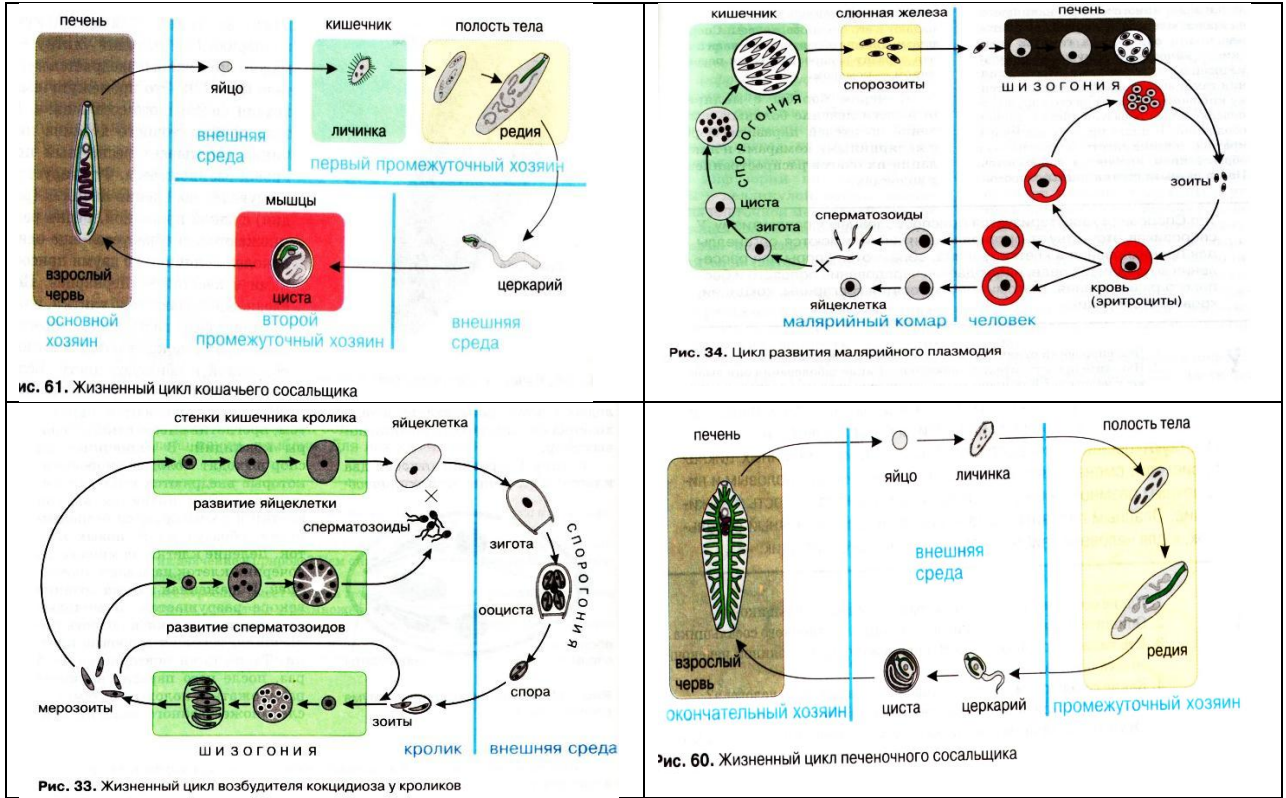 печень
кишечник
полость тела
яйцо
личинка
редия
внешняя
среда
первый промежуточный хозяин
мышцы
циста
церкарий
взрослый
червь
основной
хозяин
второй
промежуточный хозяин
внешняя
среда
ис. 61. Жизненный цикл кошачьего сосальщика
кишечник
слюнная железа
печень
спорозоиты
ШИЗОГОНИЯ
СПОРОГОНИЯ
зоиты
циста
зигота
сперматозоиды
яйцеклетка
кровь
(эритроциты)
малярийный комар
человек
Рис. 34. Цикл развития малярийного плазмодия
стенки кишечника кролика
яйцеклетка
развитие яйцеклетки
сперматозоиды
зигота
СПОРОГОНИЯ
ооциста
развитие сперматозоидов
спора
мерозоиты
зоиты
ШИЗОГОНИЯ
кролик
внешняя среда
Рис. 33. Жизненный цикл возбудителя кокцидиоза у кроликов
печень
яйцо
личинка
полость тела
внешняя
среда
взрослый
червь
циста
церкарий
редия
окончательный хозяин
промежуточный хозяин
Рис. 60. Жизненный цикл печеночного сосальщика